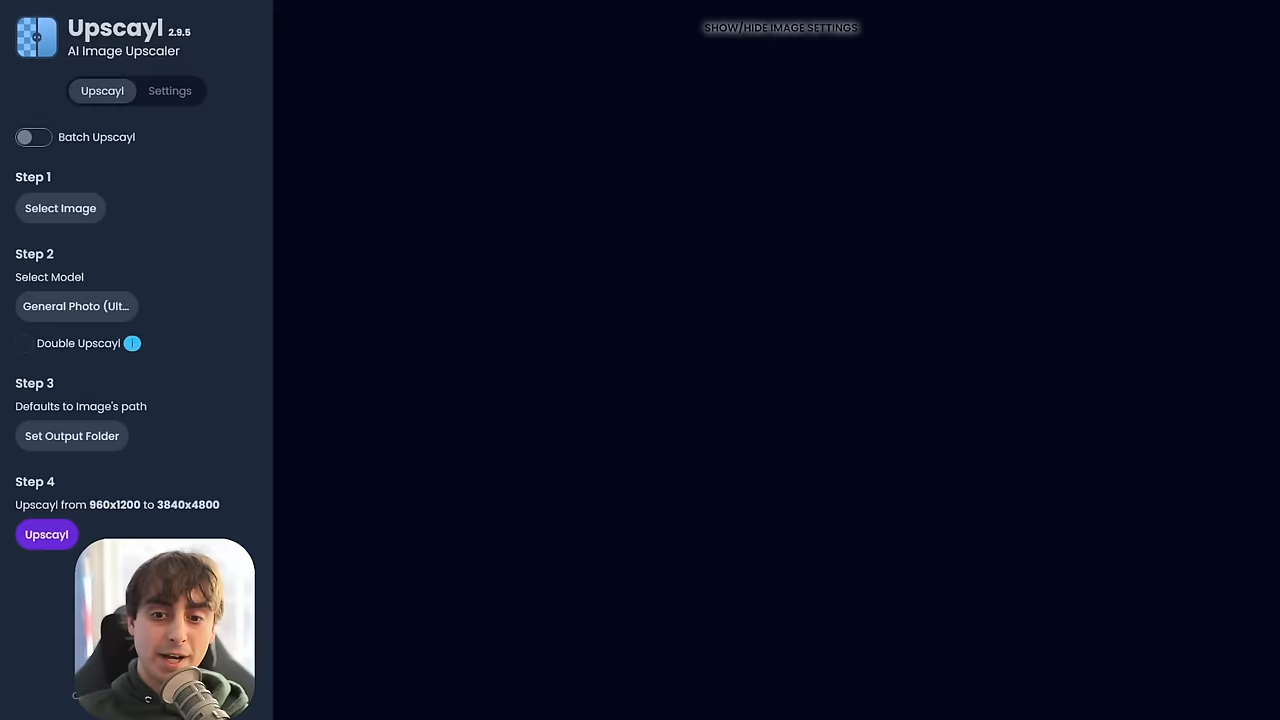 Upscayl 2.9.5
AI Image Upscaler
SHOW/HIDE IMAGE SETTINGS
Upscayl Settings
Batch Upscayl
Step 1
Select Image
Step 2
Select Model
General Photo (Ult...
Double Upscayl i
Step 3
Defaults to Image's path
Set Output Folder
Step 4
Upscayl from 960x1200 to 3840x4800
Upscayl